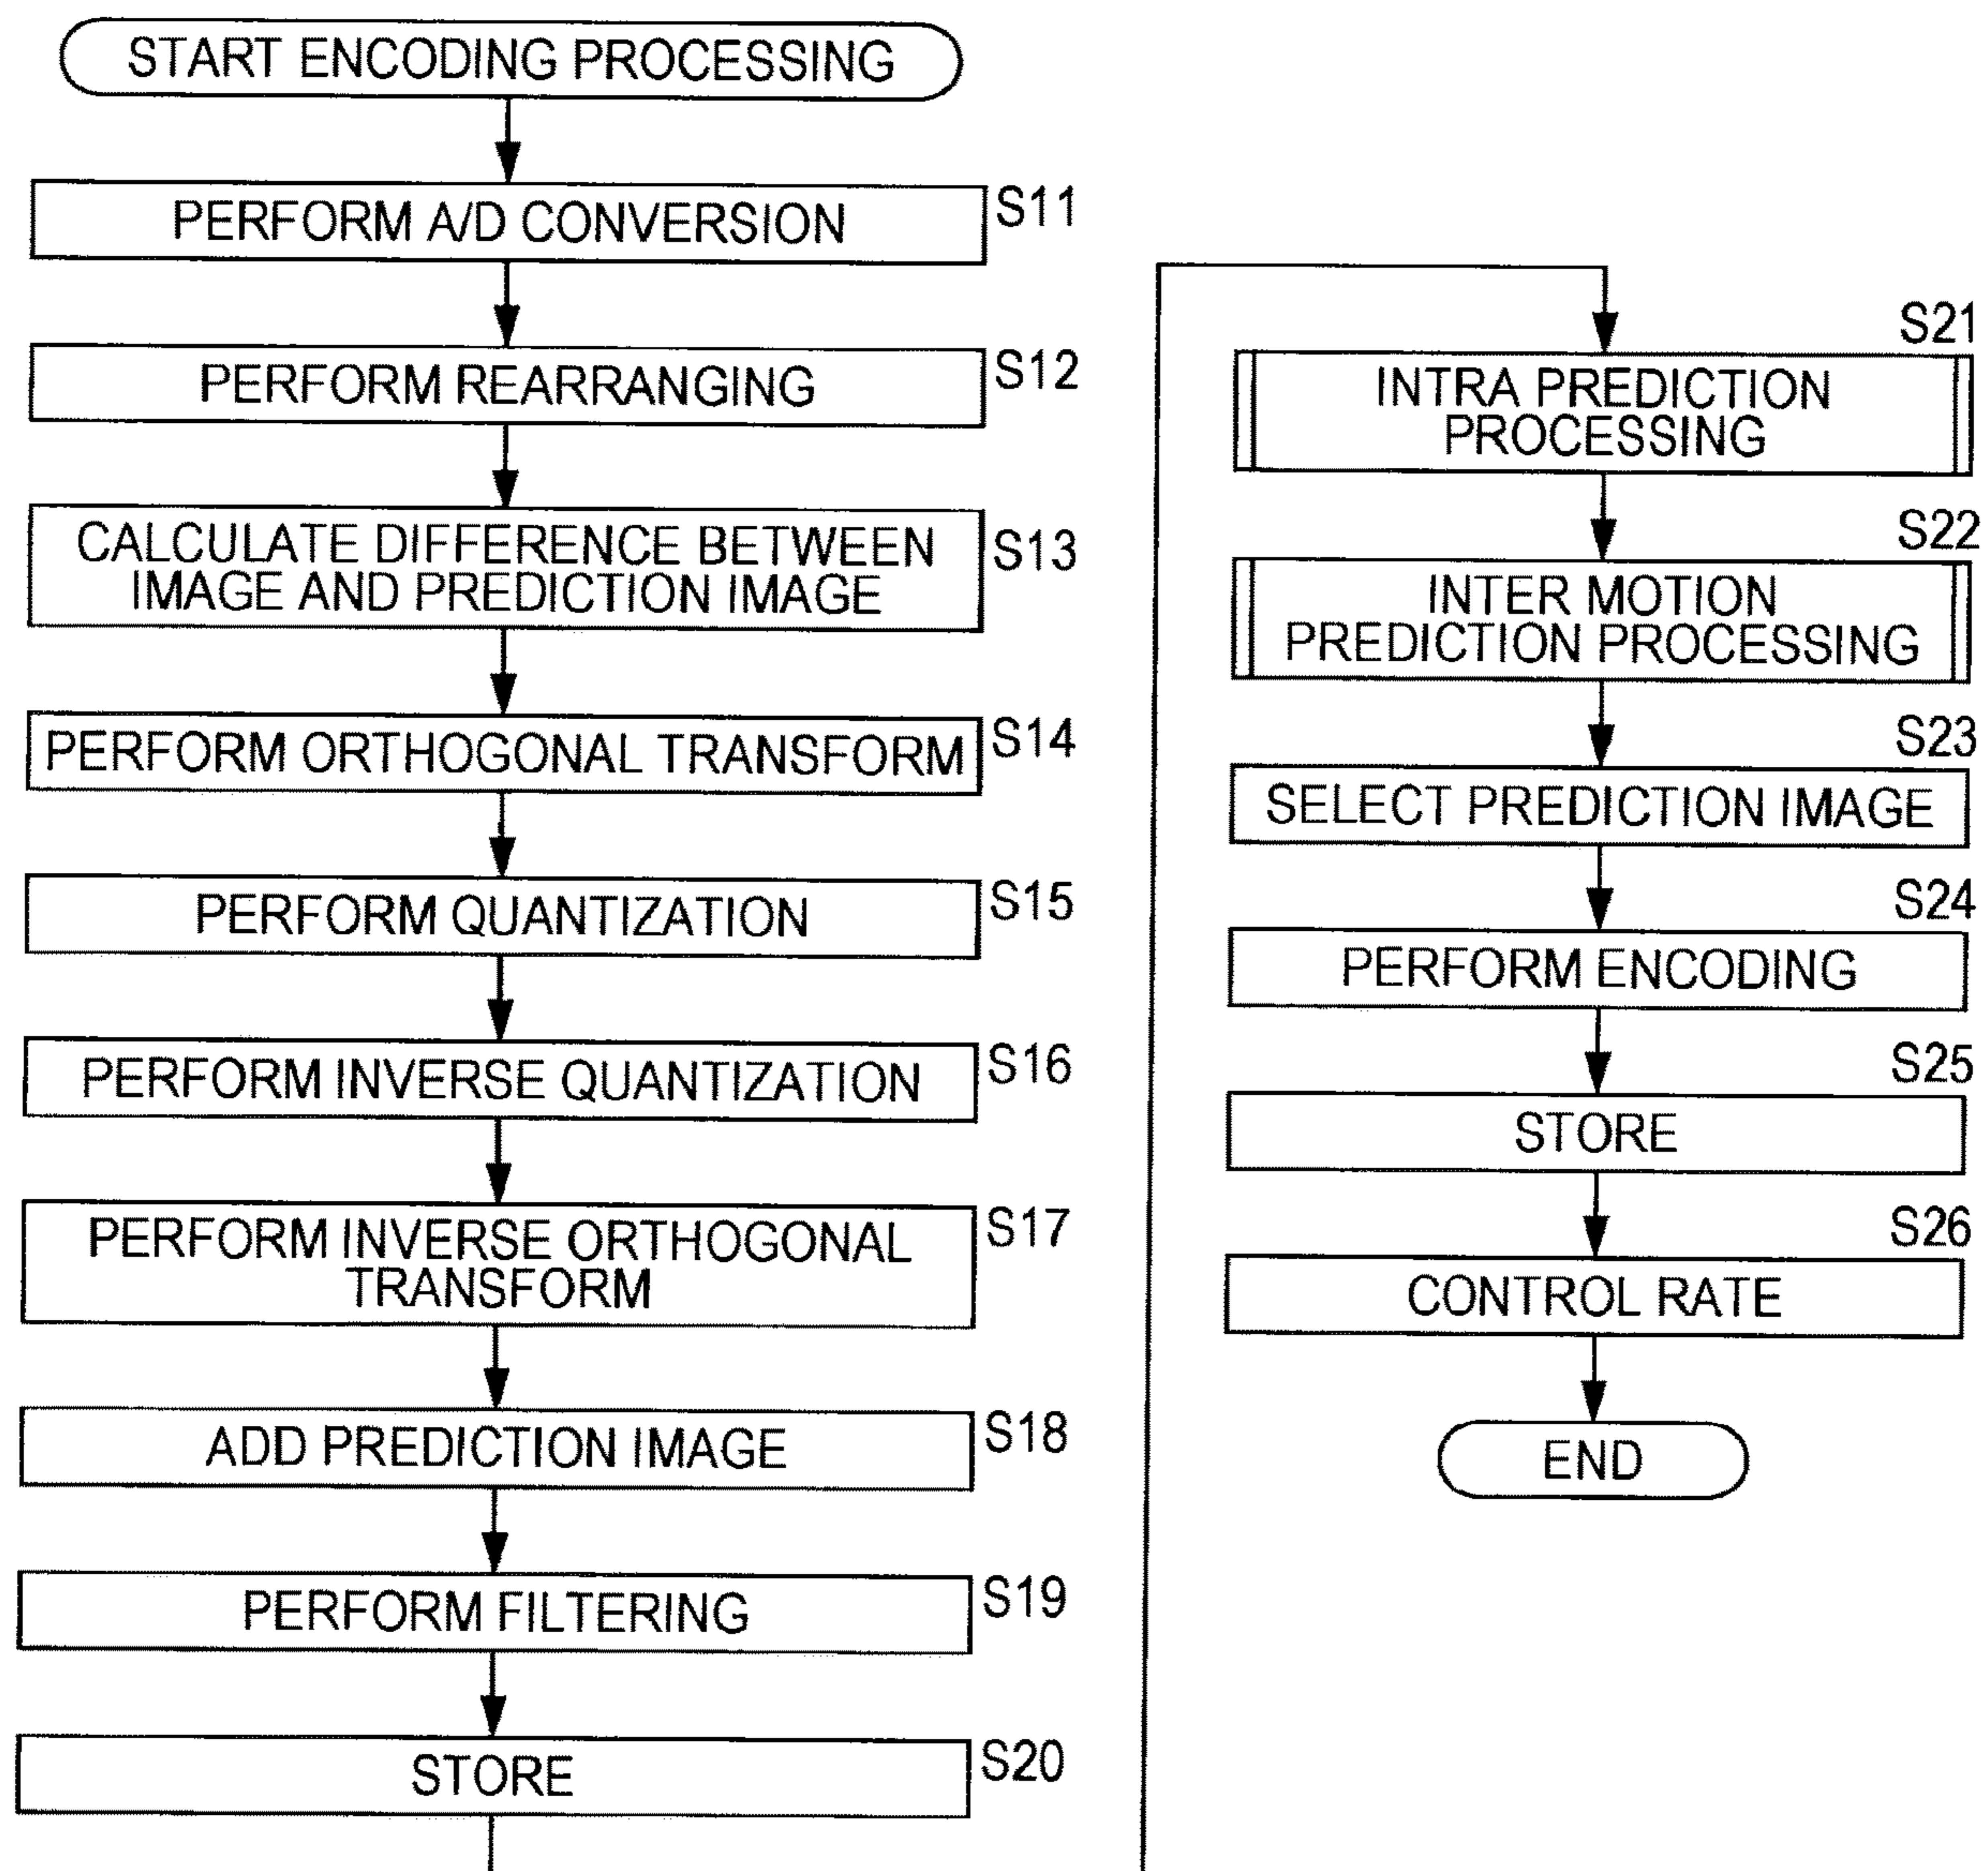 START ENCODING PROCESSING
PERFORM A/D CONVERSION
S11
PERFORM REARRANGING
S12
CALCULATE DIFFERENCE BETWEEN
IMAGE AND PREDICTION IMAGE
S13
PERFORM ORTHOGONAL TRANSFORM
S14
PERFORM QUANTIZATION
S15
PERFORM INVERSE QUANTIZATION
S16
PERFORM INVERSE ORTHOGONAL
TRANSFORM
S17
ADD PREDICTION IMAGE
S18
PERFORM FILTERING
S19
STORE
S20
S21
INTRA PREDICTION
PROCESSING
S22
INTER MOTION
PREDICTION PROCESSING
S23
SELECT PREDICTION IMAGE
S24
PERFORM ENCODING
S25
STORE
S26
CONTROL RATE
END